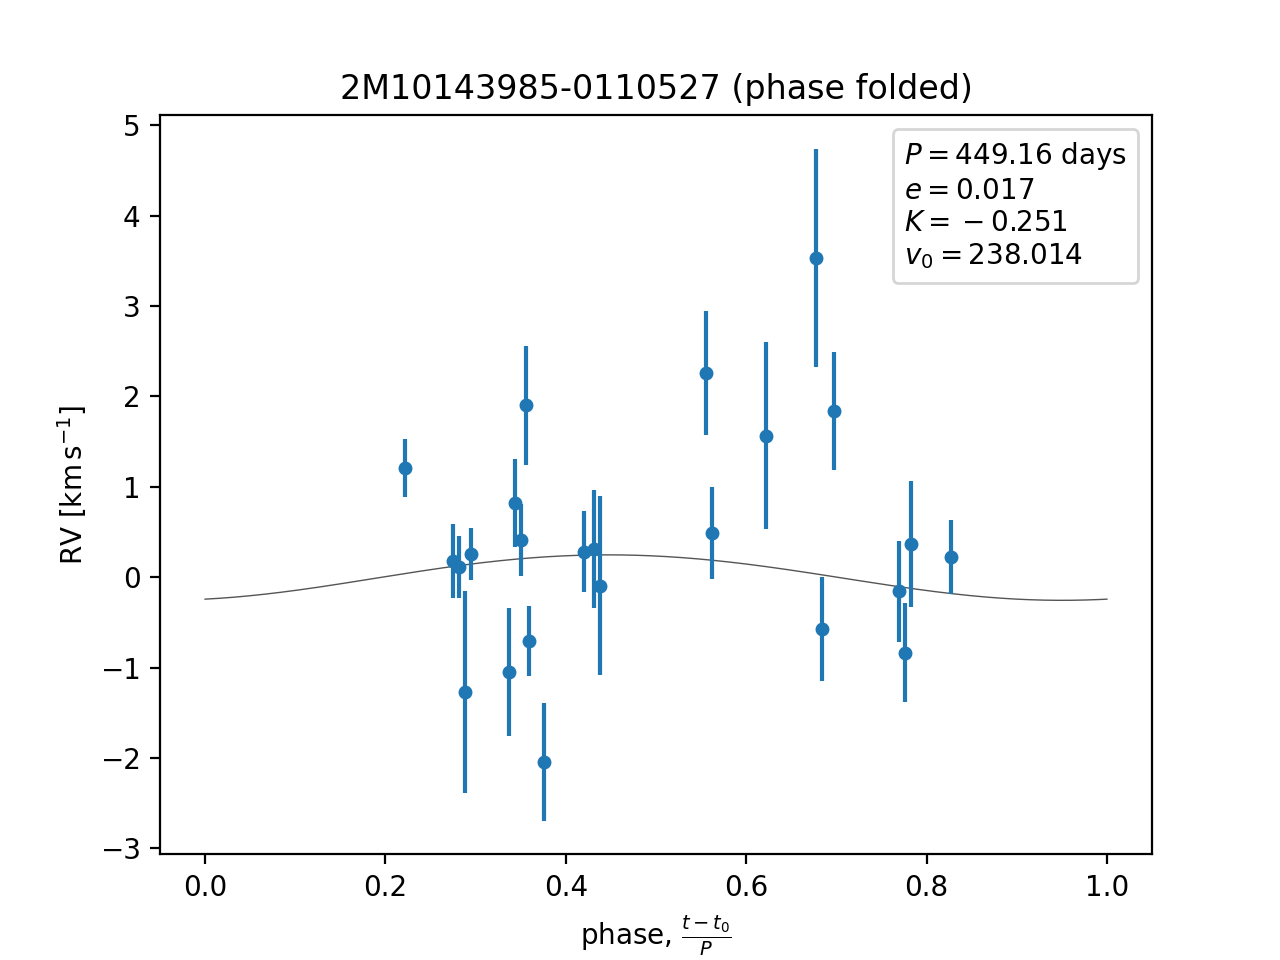 2M10143985-0110527 (phase folded)
P = 449.16 days
e = 0.017
K = −0.251
v₀ = 238.014
5
4
3
2
1
0
−1
−2
−3
RV [km s⁻¹]
0.0 0.2 0.4 0.6 0.8 1.0
phase, (t − t₀)/P